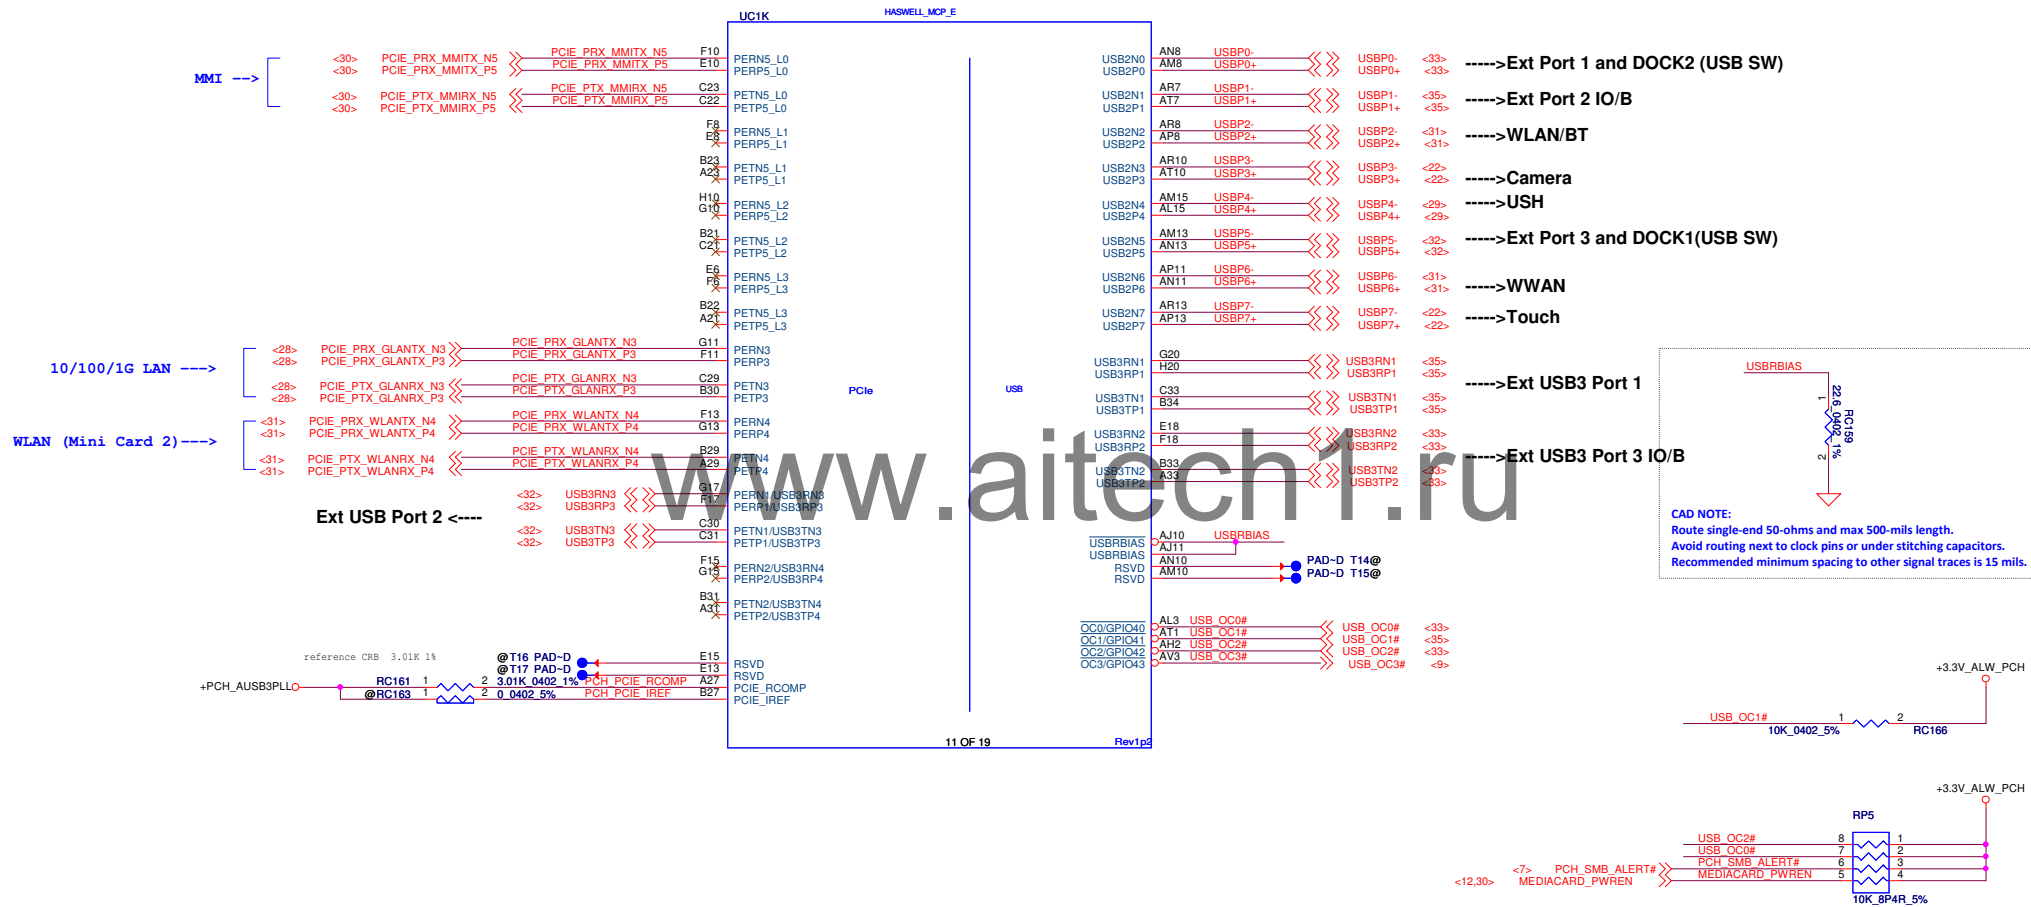 UC1K
HASWELL_MCP_E
MMI -->
<30> PCIE_PRX_MMITX_N5 PCIE_PRX_MMITX_N5 F10 PERN5_L0
<30> PCIE_PRX_MMITX_P5 PCIE_PRX_MMITX_P5 E10 PERP5_L0
<30> PCIE_PTX_MMIRX_N5 PCIE_PTX_MMIRX_N5 C23 PETN5_L0
<30> PCIE_PTX_MMIRX_P5 PCIE_PTX_MMIRX_P5 C22 PETP5_L0
F8 PERN5_L1
E8 PERP5_L1
B23 PETN5_L1
A23 PETP5_L1
H10 PERN5_L2
G10 PERP5_L2
B21 PETN5_L2
C21 PETP5_L2
E6 PERN5_L3
F6 PERP5_L3
B22 PETN5_L3
A21 PETP5_L3
10/100/1G LAN --->
<28> PCIE_PRX_GLANTX_N3 PCIE_PRX_GLANTX_N3 G11 PERN3
<28> PCIE_PRX_GLANTX_P3 PCIE_PRX_GLANTX_P3 F11 PERP3
<28> PCIE_PTX_GLANRX_N3 PCIE_PTX_GLANRX_N3 C29 PETN3
<28> PCIE_PTX_GLANRX_P3 PCIE_PTX_GLANRX_P3 B30 PETP3
WLAN (Mini Card 2)--->
<31> PCIE_PRX_WLANTX_N4 PCIE_PRX_WLANTX_N4 F13 PERN4
<31> PCIE_PRX_WLANTX_P4 PCIE_PRX_WLANTX_P4 G13 PERP4
<31> PCIE_PTX_WLANRX_N4 PCIE_PTX_WLANRX_N4 B29 PETN4
<31> PCIE_PTX_WLANRX_P4 PCIE_PTX_WLANRX_P4 A29 PETP4
Ext USB Port 2 <----
<32> USB3RN3 G17 PERN1/USB3RN3
<32> USB3RP3 F17 PERP1/USB3RP3
<32> USB3TN3 C30 PETN1/USB3TN3
<32> USB3TP3 C31 PETP1/USB3TP3
F15 PERN2/USB3RN4
G15 PERP2/USB3RP4
B31 PETN2/USB3TN4
A31 PETP2/USB3TP4
reference CRB 3.01K 1%
@T16 PAD~D E15 RSVD
@T17 PAD~D E13 RSVD
+PCH_AUSB3PLL
RC161 1 2 3.01K_0402_1% PCH_PCIE_RCOMP A27 PCIE_RCOMP
@RC163 1 2 0_0402_5% PCH_PCIE_IREF B27 PCIE_IREF
PCIe
USB
11 OF 19
Rev1p2
USB2N0 AN8 USBP0- USBP0- <33>
USB2P0 AM8 USBP0+ USBP0+ <33>
----->Ext Port 1 and DOCK2 (USB SW)
USB2N1 AR7 USBP1- USBP1- <35>
USB2P1 AT7 USBP1+ USBP1+ <35>
----->Ext Port 2 IO/B
USB2N2 AR8 USBP2- USBP2- <31>
USB2P2 AP8 USBP2+ USBP2+ <31>
----->WLAN/BT
USB2N3 AR10 USBP3- USBP3- <22>
USB2P3 AT10 USBP3+ USBP3+ <22>
----->Camera
USB2N4 AM15 USBP4- USBP4- <29>
USB2P4 AL15 USBP4+ USBP4+ <29>
----->USH
USB2N5 AM13 USBP5- USBP5- <32>
USB2P5 AN13 USBP5+ USBP5+ <32>
----->Ext Port 3 and DOCK1(USB SW)
USB2N6 AP11 USBP6- USBP6- <31>
USB2P6 AN11 USBP6+ USBP6+ <31>
----->WWAN
USB2N7 AR13 USBP7- USBP7- <22>
USB2P7 AP13 USBP7+ USBP7+ <22>
----->Touch
USB3RN1 G20 USB3RN1 <35>
USB3RP1 H20 USB3RP1 <35>
USB3TN1 C33 USB3TN1 <35>
USB3TP1 B34 USB3TP1 <35>
----->Ext USB3 Port 1
USB3RN2 E18 USB3RN2 <33>
USB3RP2 F18 USB3RP2 <33>
USB3TN2 B33 USB3TN2 <33>
USB3TP2 A33 USB3TP2 <33>
----->Ext USB3 Port 3 IO/B
USBRBIAS AJ10 USBRBIAS
USBRBIAS AJ11
RSVD AN10 PAD~D T14@
RSVD AM10 PAD~D T15@
OC0/GPIO40 AL3 USB_OC0# USB_OC0# <33>
OC1/GPIO41 AT1 USB_OC1# USB_OC1# <35>
OC2/GPIO42 AH2 USB_OC2# USB_OC2# <33>
OC3/GPIO43 AV3 USB_OC3# USB_OC3# <9>
www.aitech1.ru
USBRBIAS
1 2
22.6_0402_1%
RC159
CAD NOTE:
Route single-end 50-ohms and max 500-mils length.
Avoid routing next to clock pins or under stitching capacitors.
Recommended minimum spacing to other signal traces is 15 mils.
+3.3V_ALW_PCH
USB_OC1# 1 2
10K_0402_5% RC166
+3.3V_ALW_PCH
RP5
USB_OC2# 8 1
USB_OC0# 7 2
<7> PCH_SMB_ALERT# PCH_SMB_ALERT# 6 3
<12,30> MEDIACARD_PWREN MEDIACARD_PWREN 5 4
10K_8P4R_5%